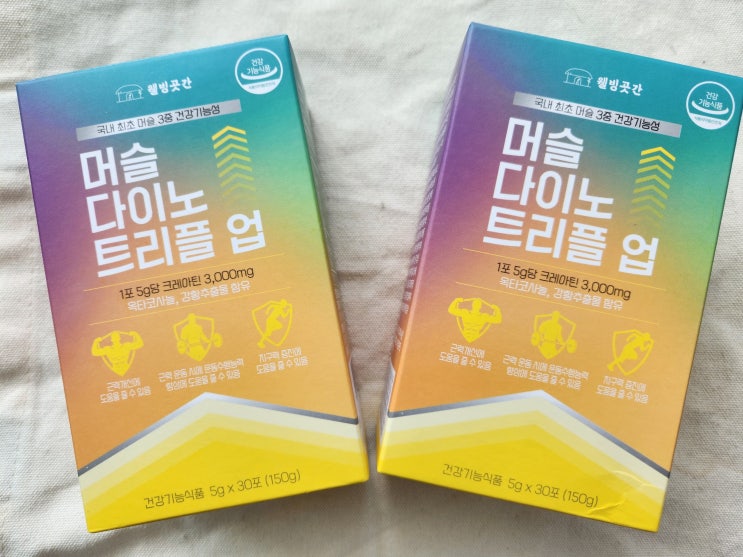 웰빙곳간
건강
기능식품
국내 최초 머슬 3중 건강기능성
머슬
다이노
트리플 업
1포 5g당 크레아틴 3,000mg
옥타코사놀, 강황추출물 함유
근력개선에
도움을 줄 수 있음
근력 운동 시에 운동수행능력
향상에 도움을 줄 수 있음
지구력 증진에
도움을 줄 수 있음
건강기능식품 5g x 30포 (150g)
웰빙곳간
건강
기능식품
국내 최초 머슬 3중 건강기능성
머슬
다이노
트리플 업
1포 5g당 크레아틴 3,000mg
옥타코사놀, 강황추출물 함유
근력개선에
도움을 줄 수 있음
근력 운동 시에 운동수행능력
향상에 도움을 줄 수 있음
지구력 증진에
도움을 줄 수 있음
건강기능식품 5g x 30포 (150g)